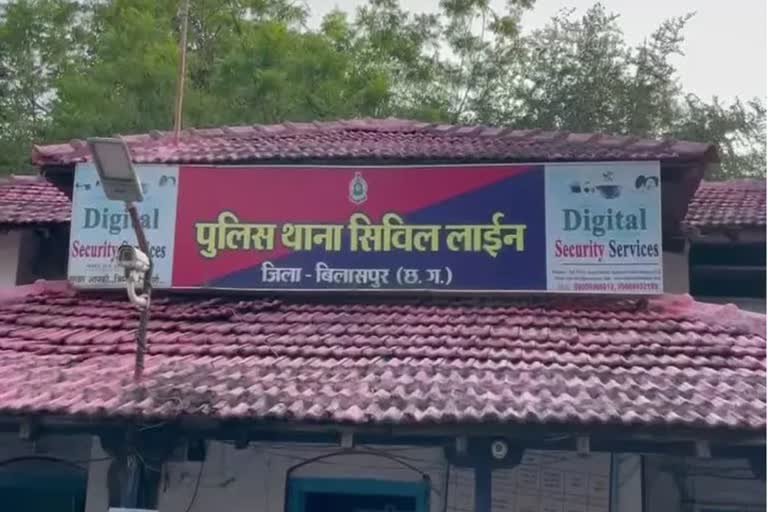 Digital
Security Services
पुलिस थाना सिविल लाईन
जिला - बिलासपुर (छ. ग.)
Digital
Security Services